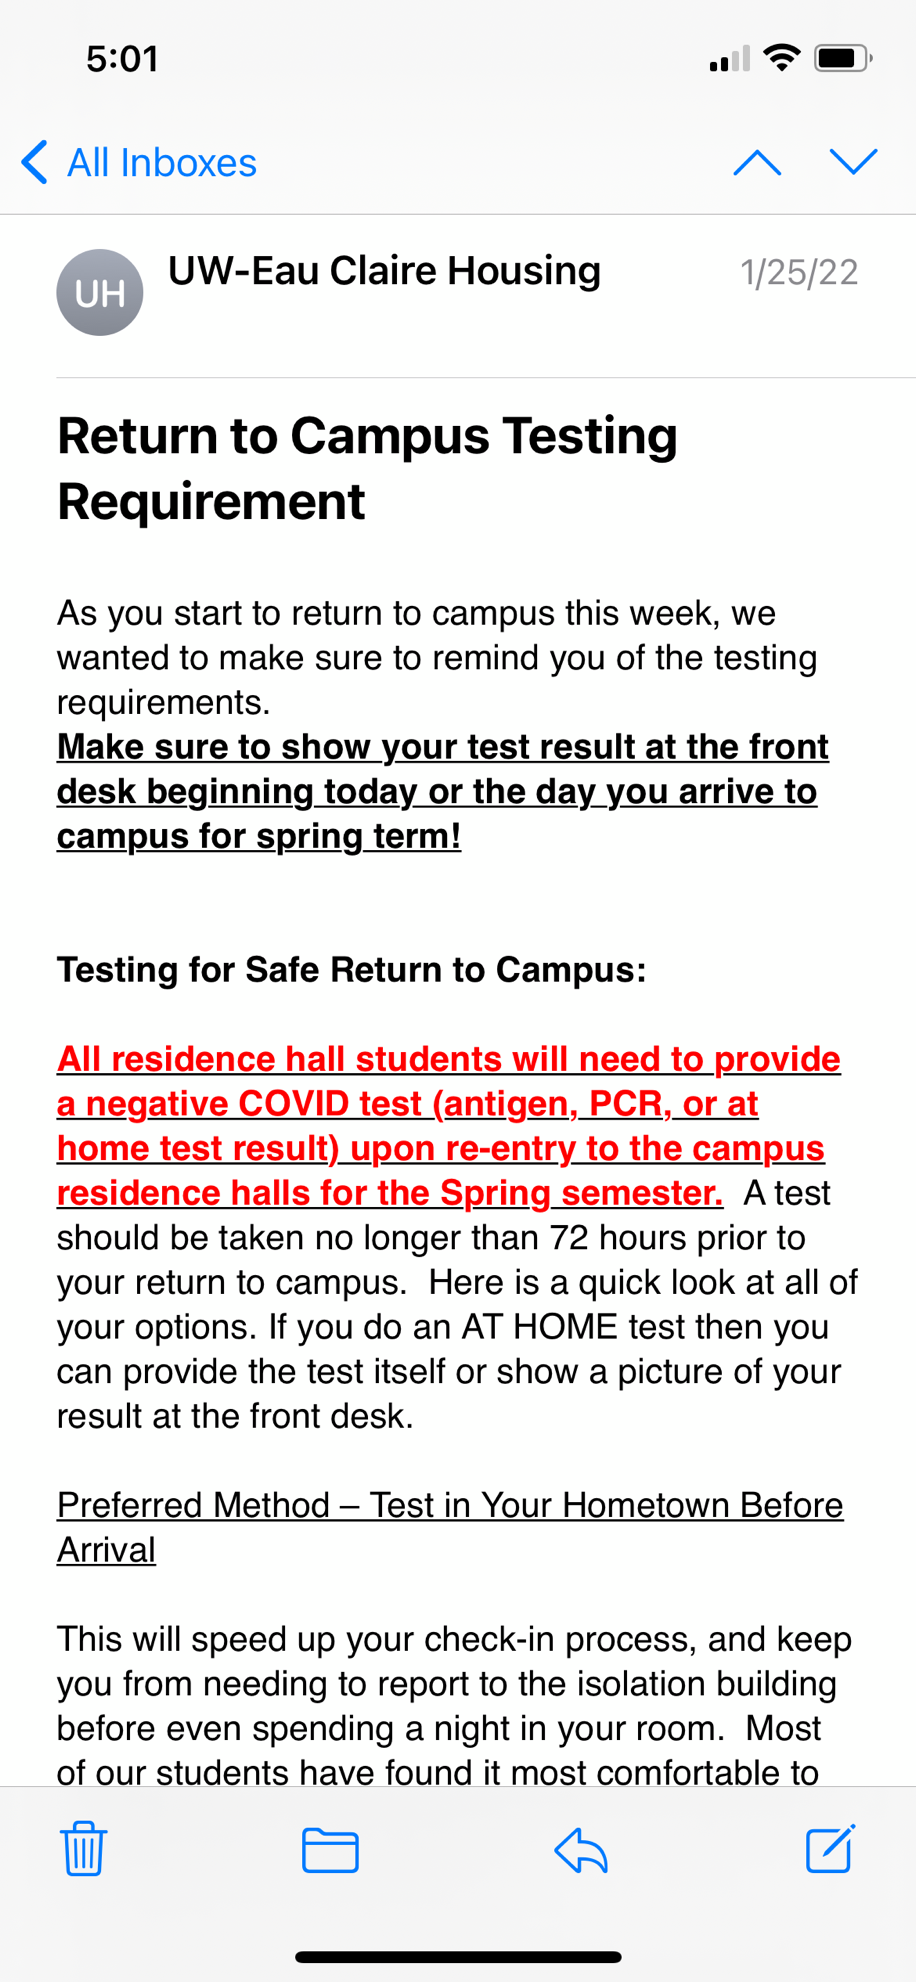 5:01
All Inboxes
UH
UW-Eau Claire Housing
1/25/22
Return to Campus Testing
Requirement
As you start to return to campus this week, we
wanted to make sure to remind you of the testing
requirements.
Make sure to show your test result at the front
desk beginning today or the day you arrive to
campus for spring term!
Testing for Safe Return to Campus:
All residence hall students will need to provide
a negative COVID test (antigen, PCR, or at
home test result) upon re-entry to the campus
residence halls for the Spring semester.  A test
should be taken no longer than 72 hours prior to
your return to campus.  Here is a quick look at all of
your options. If you do an AT HOME test then you
can provide the test itself or show a picture of your
result at the front desk.
Preferred Method – Test in Your Hometown Before
Arrival
This will speed up your check-in process, and keep
you from needing to report to the isolation building
before even spending a night in your room.  Most
of our students have found it most comfortable to